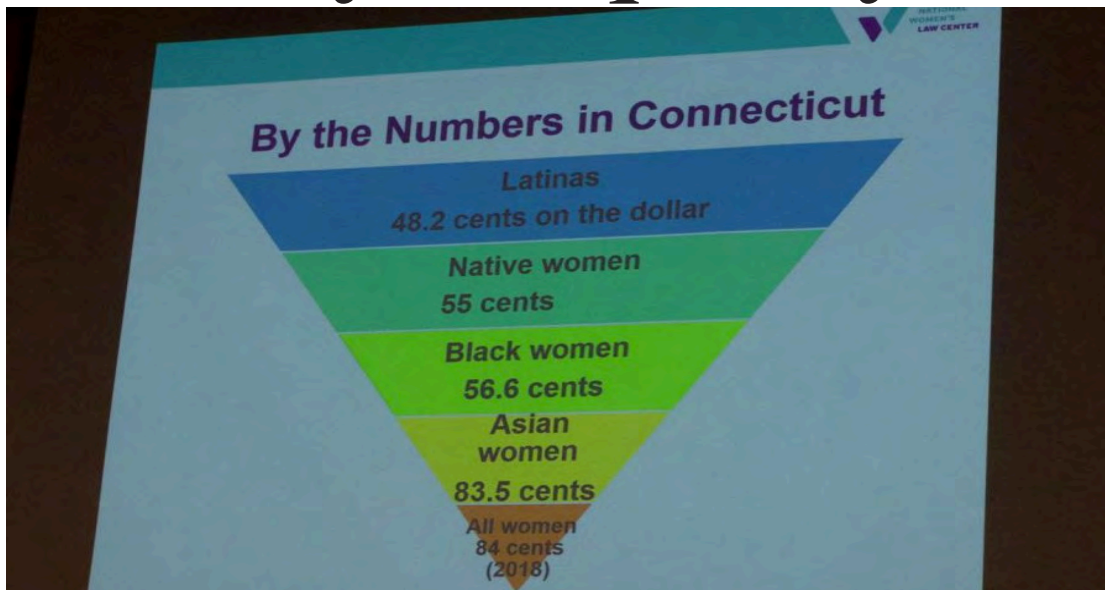 NATIONAL
WOMEN'S
LAW CENTER
By the Numbers in Connecticut
Latinas
48.2 cents on the dollar
Native women
55 cents
Black women
56.6 cents
Asian
women
83.5 cents
All women
84 cents
(2018)